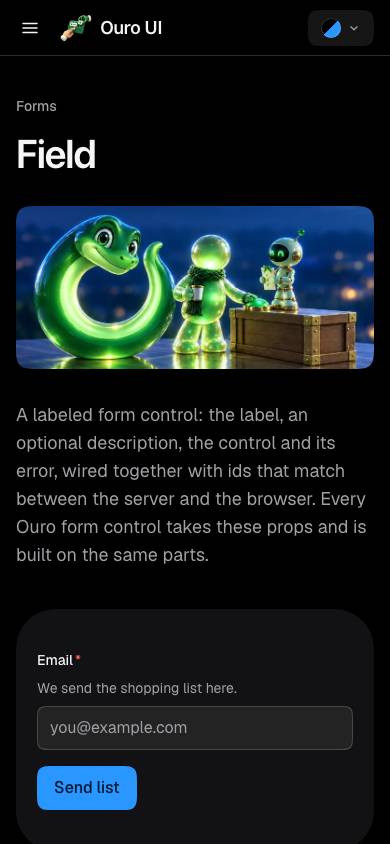 Ouro UI
Forms
Field
A labeled form control: the label, an
optional description, the control and its
error, wired together with ids that match
between the server and the browser. Every
Ouro form control takes these props and is
built on the same parts.
Email*
We send the shopping list here.
you@example.com
Send list